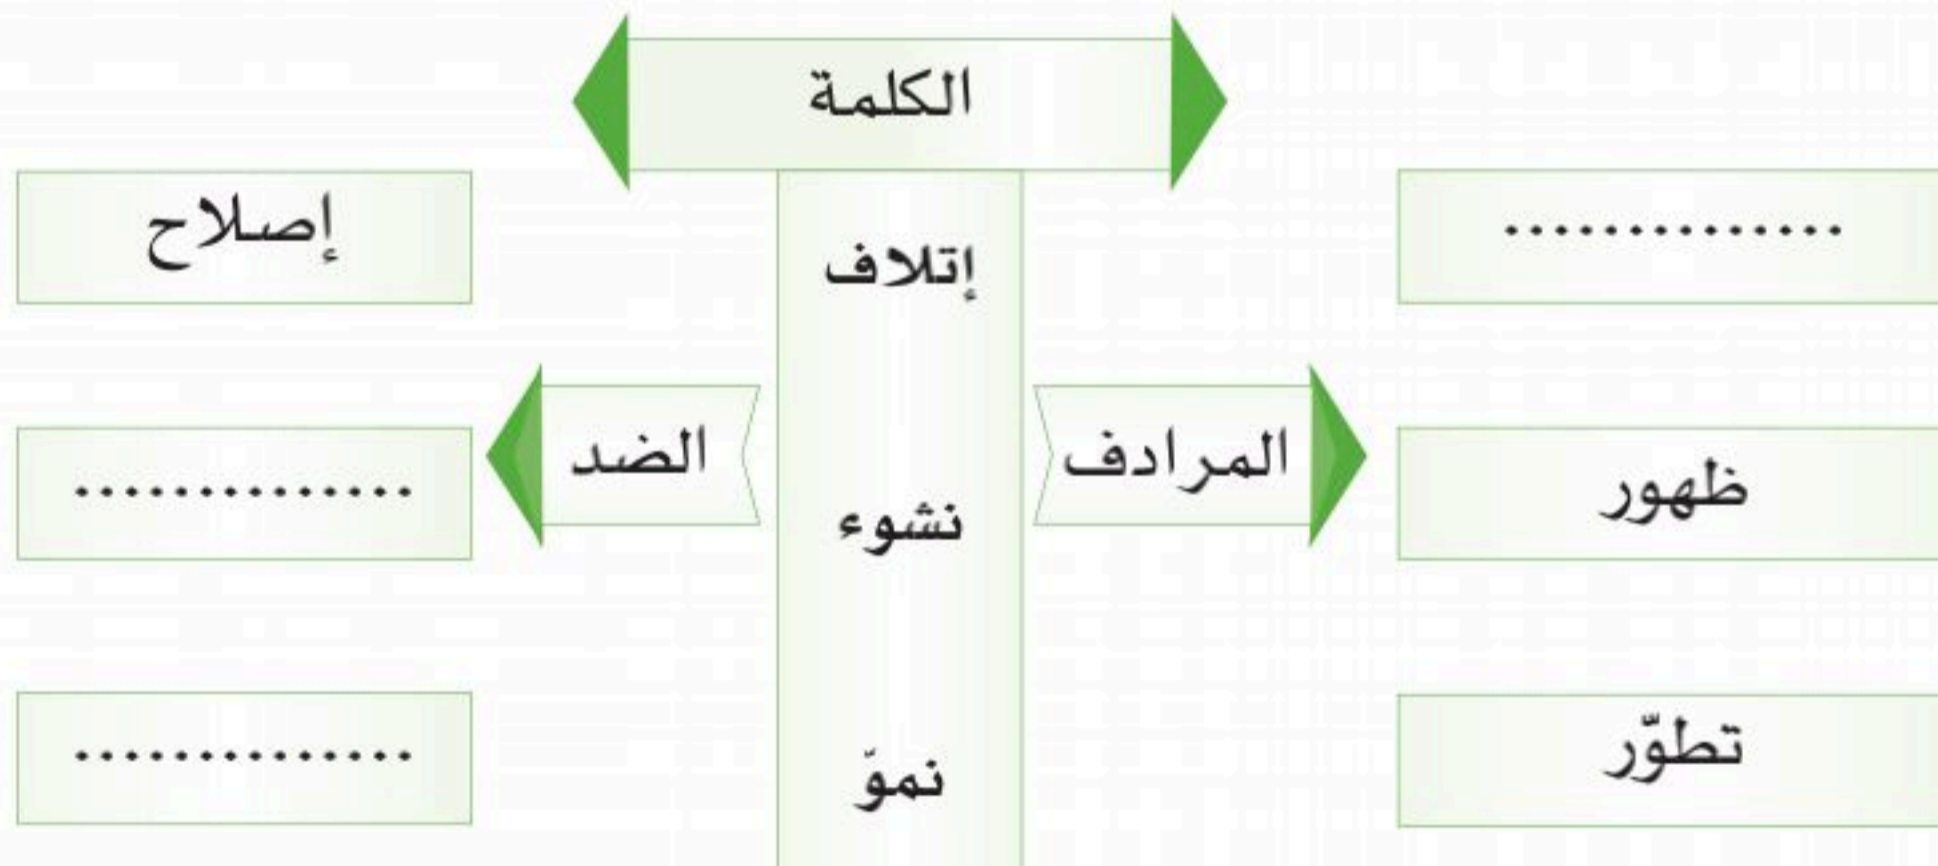 الكلمة
..............
إتلاف
إصلاح
المرادف
الضد
ظهور
نشوء
..............
تطوّر
نموّ
..............